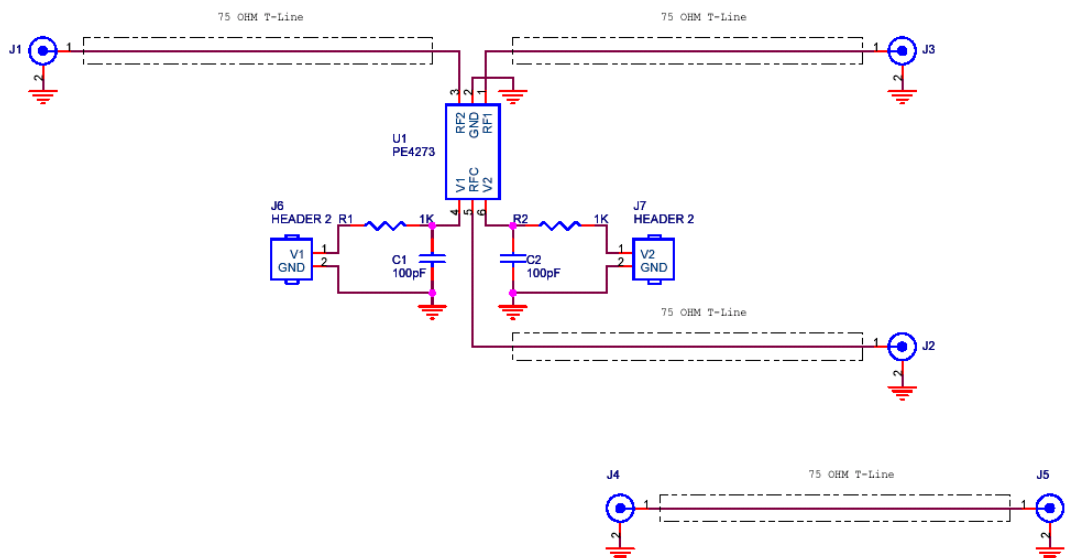 75 OHM T-Line
75 OHM T-Line
J1
1
2
1
J3
2
3
2
1
RF2
GND
RF1
U1
PE4273
V1
RFC
V2
4
5
6
J6
HEADER 2
R1
1K
R2
1K
J7
HEADER 2
V1
GND
1
2
C1
100pF
C2
100pF
1
2
V2
GND
75 OHM T-Line
1
J2
2
75 OHM T-Line
J4
J5
1
1
2
2